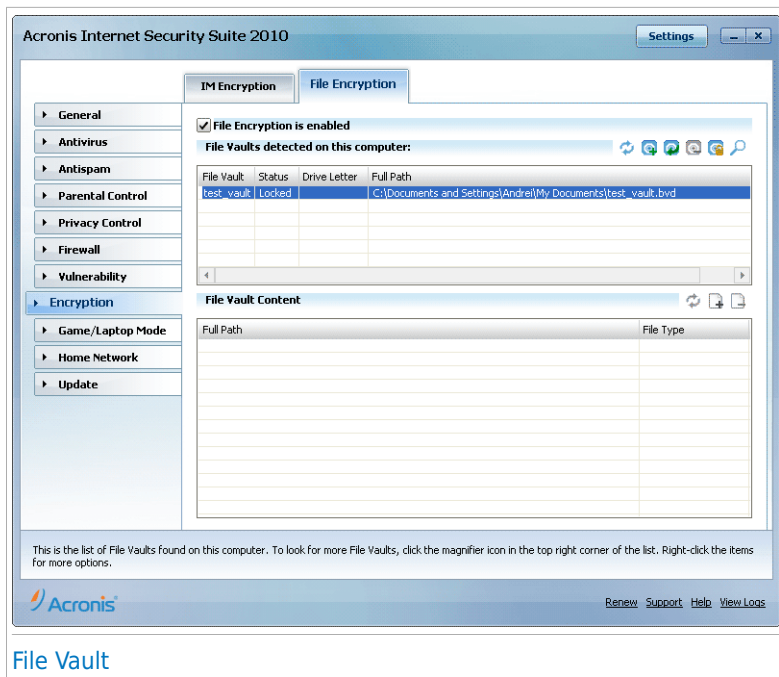 Acronis Internet Security Suite 2010
Settings
IM Encryption
File Encryption
General
Antivirus
Antispam
Parental Control
Privacy Control
Firewall
Vulnerability
Encryption
Game/Laptop Mode
Home Network
Update
File Encryption is enabled
File Vaults detected on this computer:
File Vault Status Drive Letter Full Path
test_vault Locked C:\Documents and Settings\Andrei\My Documents\test_vault.bvd
File Vault Content
Full Path File Type
This is the list of File Vaults found on this computer. To look for more File Vaults, click the magnifier icon in the top right corner of the list. Right-click the items
for more options.
Acronis
Renew Support Help View Logs
File Vault